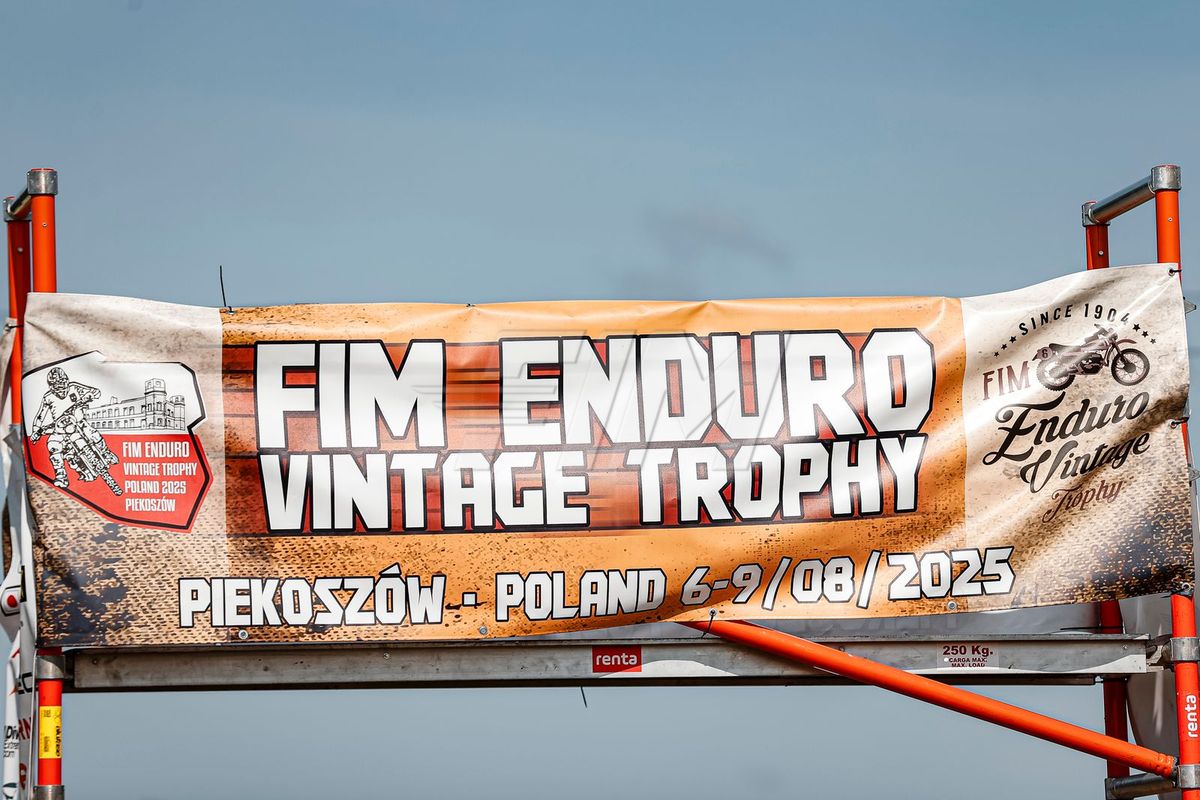 FIM ENDURO
VINTAGE TROPHY
PIEKOSZÓW · POLAND 6-9/08/2025
FIM ENDURO
VINTAGE TROPHY
POLAND 2025
PIEKOSZÓW
SINCE 1904
6
FIM
Enduro
Vintage
Trophy
renta
250 Kg.
CARGA MAX.
MAX. LOAD
renta